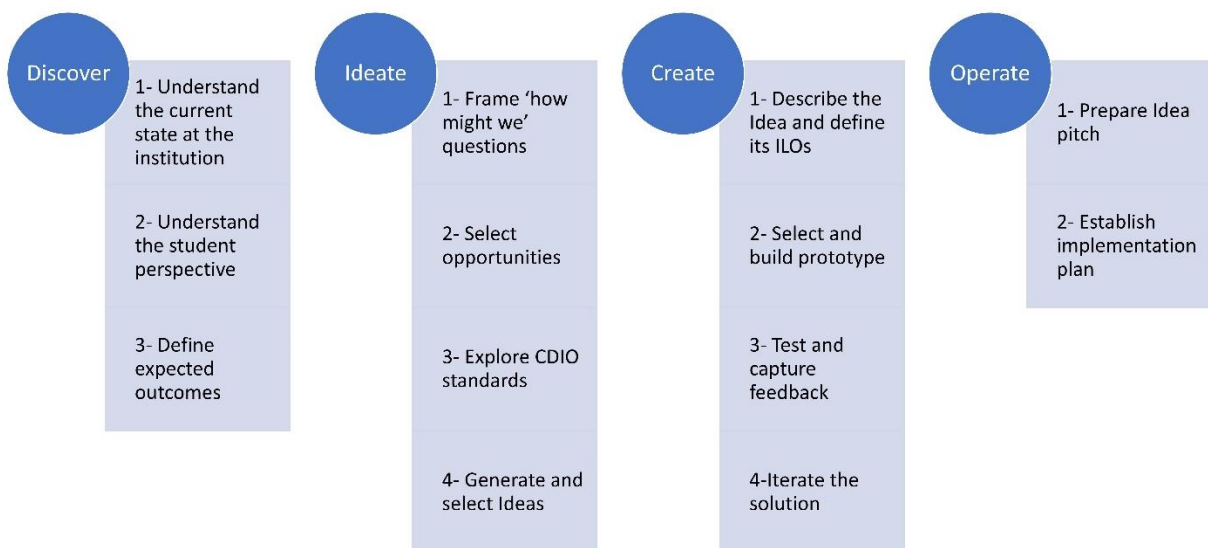 Discover
1- Understand
the current
state at the
institution
2- Understand
the student
perspective
3- Define
expected
outcomes
Ideate
1- Frame ‘how
might we’
questions
2- Select
opportunities
3- Explore CDIO
standards
4- Generate and
select Ideas
Create
1- Describe the
Idea and define
its ILOs
2- Select and
build prototype
3- Test and
capture
feedback
4-Iterate the
solution
Operate
1- Prepare Idea
pitch
2- Establish
implementation
plan